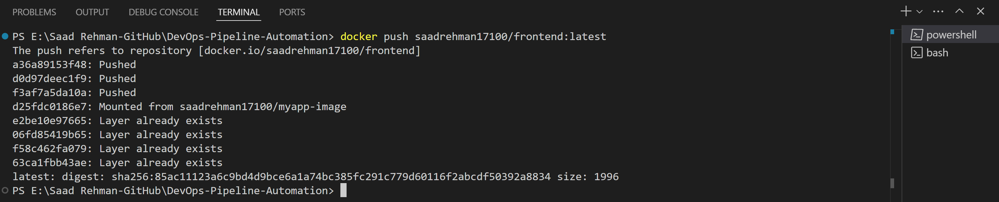 PROBLEMS OUTPUT DEBUG CONSOLE TERMINAL PORTS
PS E:\Saad Rehman-GitHub\DevOps-Pipeline-Automation> docker push saadrehman17100/frontend:latest
The push refers to repository [docker.io/saadrehman17100/frontend]
a36a89153f48: Pushed
d0d97deec1f9: Pushed
f3af7a5da10a: Pushed
d25fdc0186e7: Mounted from saadrehman17100/myapp-image
e2be10e97665: Layer already exists
06fd85419b65: Layer already exists
f58c462fa079: Layer already exists
63ca1fbb43ae: Layer already exists
latest: digest: sha256:85ac11123a6c9bd4d9bce6a1a74bc385fc291c779d60116f2abcdf50392a8834 size: 1996
PS E:\Saad Rehman-GitHub\DevOps-Pipeline-Automation>
powershell
bash